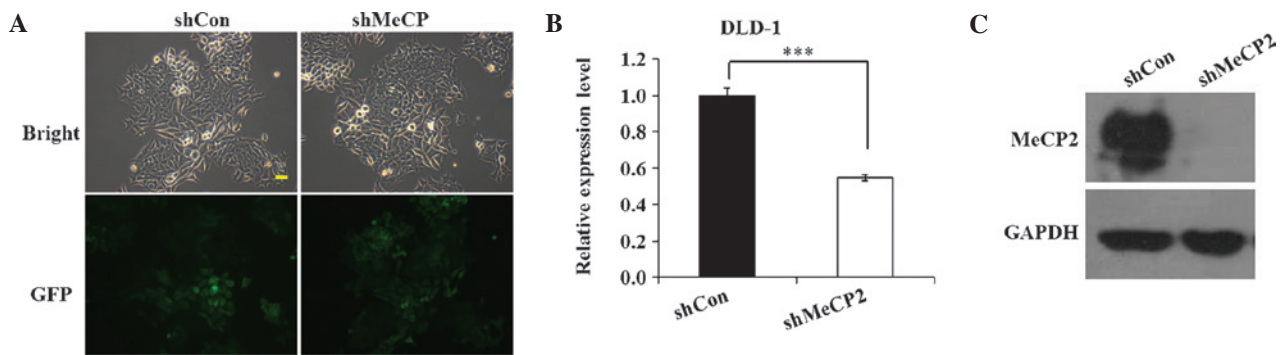 A
shCon
shMeCP
Bright
GFP
B
DLD-1
***
Relative expression level
1.2
1.0
0.8
0.6
0.4
0.2
0.0
shCon
shMeCP2
C
shCon
shMeCP2
MeCP2
GAPDH